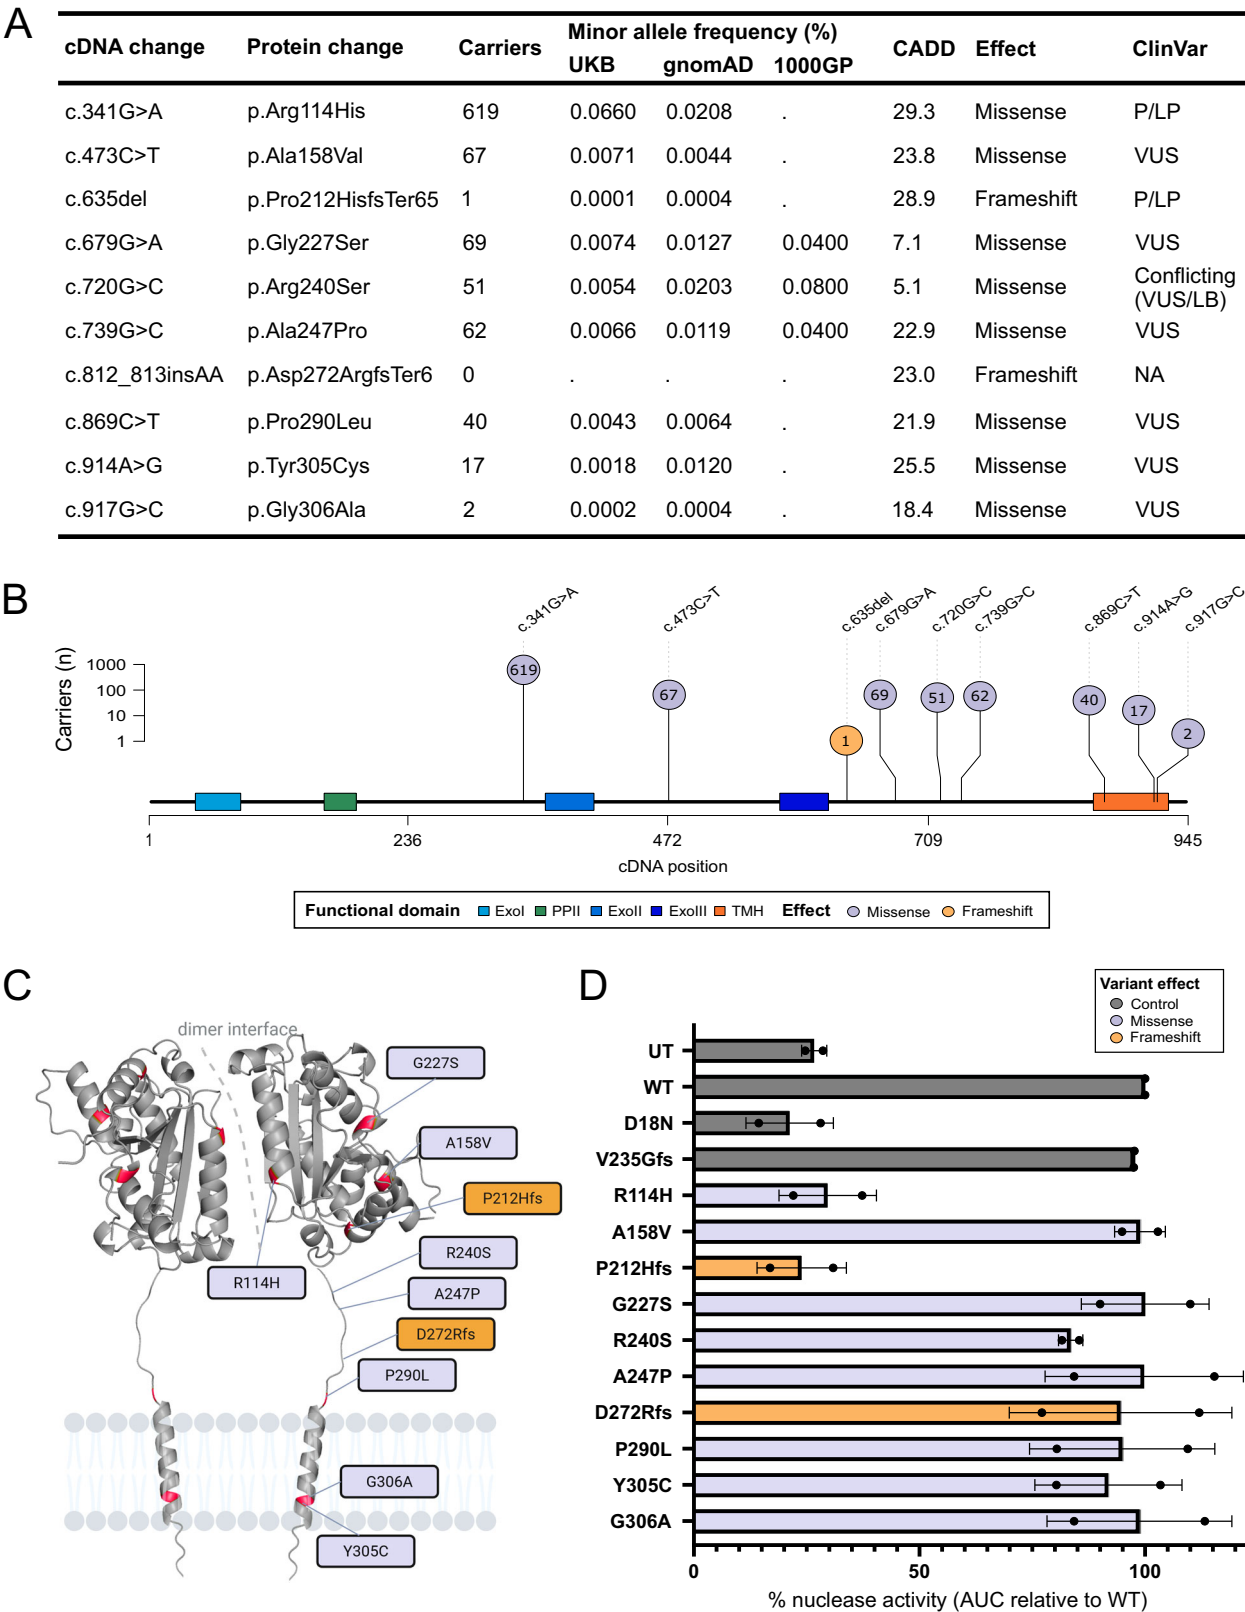 A
Minor allele frequency (%)
cDNA change Protein change Carriers UKB gnomAD 1000GP CADD Effect ClinVar
c.341G>A p.Arg114His 619 0.0660 0.0208 . 29.3 Missense P/LP
c.473C>T p.Ala158Val 67 0.0071 0.0044 . 23.8 Missense VUS
c.635del p.Pro212HisfsTer65 1 0.0001 0.0004 . 28.9 Frameshift P/LP
c.679G>A p.Gly227Ser 69 0.0074 0.0127 0.0400 7.1 Missense VUS
c.720G>C p.Arg240Ser 51 0.0054 0.0203 0.0800 5.1 Missense Conflicting
(VUS/LB)
c.739G>C p.Ala247Pro 62 0.0066 0.0119 0.0400 22.9 Missense VUS
c.812_813insAA p.Asp272ArgfsTer6 0 . . . 23.0 Frameshift NA
c.869C>T p.Pro290Leu 40 0.0043 0.0064 . 21.9 Missense VUS
c.914A>G p.Tyr305Cys 17 0.0018 0.0120 . 25.5 Missense VUS
c.917G>C p.Gly306Ala 2 0.0002 0.0004 . 18.4 Missense VUS
B
c.341G>A c.473C>T c.635del c.679G>A c.720G>C c.739G>C c.869C>T c.914A>G c.917G>C
Carriers (n)
1000
100
10
1
619 67 1 69 51 62 40 17 2
1 236 472 709 945
cDNA position
Functional domain ExoI PPII ExoII ExoIII TMH Effect Missense Frameshift
C
dimer interface
G227S
A158V
P212Hfs
R240S
R114H
A247P
D272Rfs
P290L
G306A
Y305C
D
Variant effect
Control
Missense
Frameshift
UT
WT
D18N
V235Gfs
R114H
A158V
P212Hfs
G227S
R240S
A247P
D272Rfs
P290L
Y305C
G306A
0 50 100
% nuclease activity (AUC relative to WT)